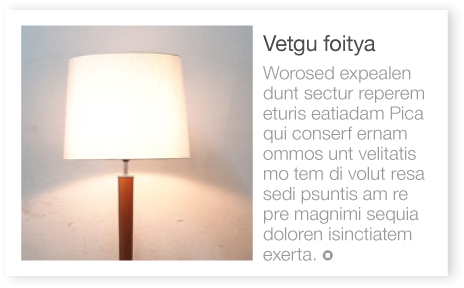 Vetgu foitya
Worosed expealen
dunt sectur reperem
eturis eatiadam Pica
qui conserf ernam
ommos unt velitatis
mo tem di volut resa
sedi psuntis am re
pre magnimi sequia
doloren isinctiatem
exerta.